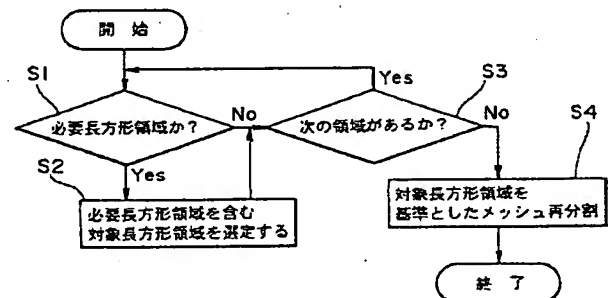 開始
S1
必要長方形領域か?
No
Yes
S2
必要長方形領域を含む
対象長方形領域を選定する
Yes
S3
次の領域があるか?
No
S4
対象長方形領域を
基準としたメッシュ再分割
終了